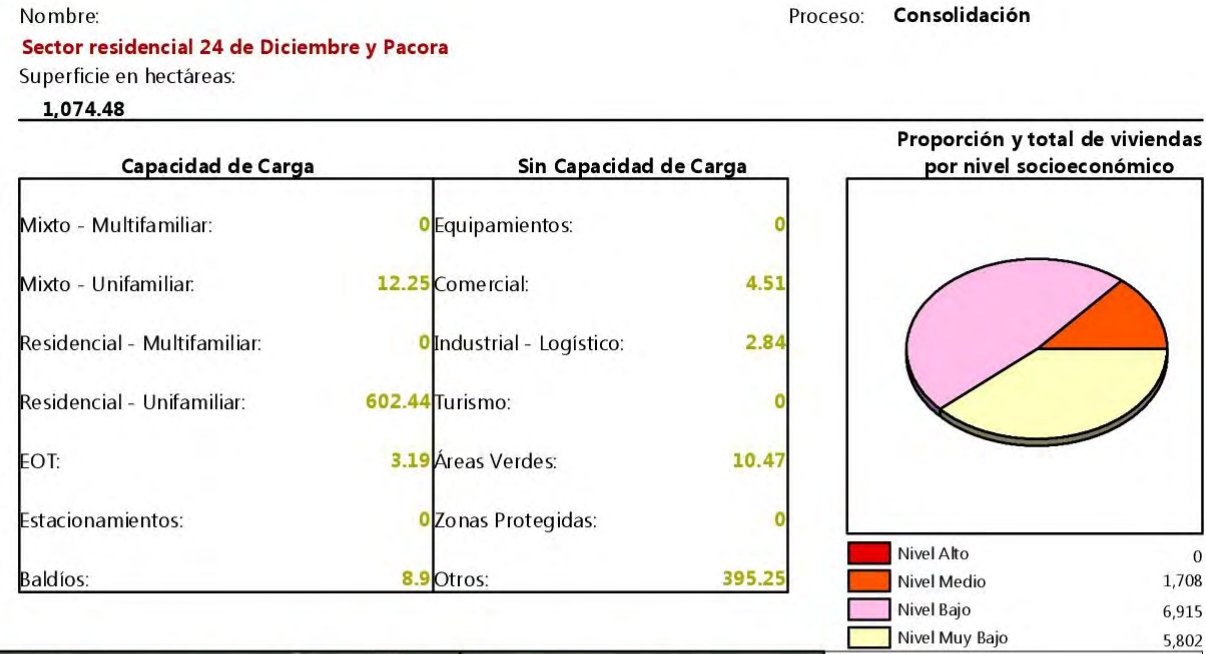 Nombre:
Proceso: Consolidación
Sector residencial 24 de Diciembre y Pacora
Superficie en hectáreas:
1,074.48
Capacidad de Carga
Sin Capacidad de Carga
Proporción y total de viviendas
por nivel socioeconómico
Mixto - Multifamiliar: 0
Equipamientos: 0
Mixto - Unifamiliar: 12.25
Comercial: 4.51
Residencial - Multifamiliar: 0
Industrial - Logístico: 2.84
Residencial - Unifamiliar: 602.44
Turismo: 0
EOT: 3.19
Áreas Verdes: 10.47
Estacionamientos: 0
Zonas Protegidas: 0
Baldíos: 8.9
Otros: 395.25
Nivel Alto 0
Nivel Medio 1,708
Nivel Bajo 6,915
Nivel Muy Bajo 5,802